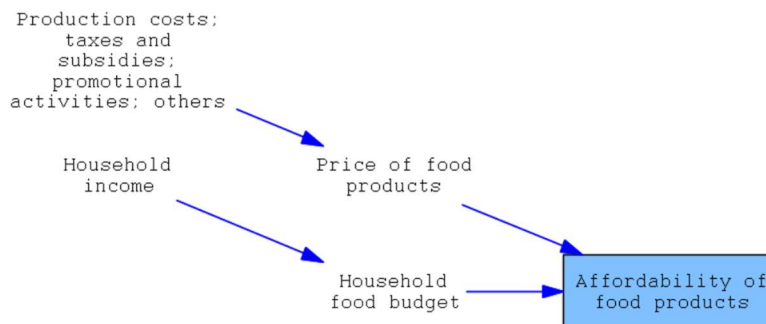 Production costs;
taxes and
subsidies;
promotional
activities; others
Household
income
Price of food
products
Household
food budget
Affordability of
food products